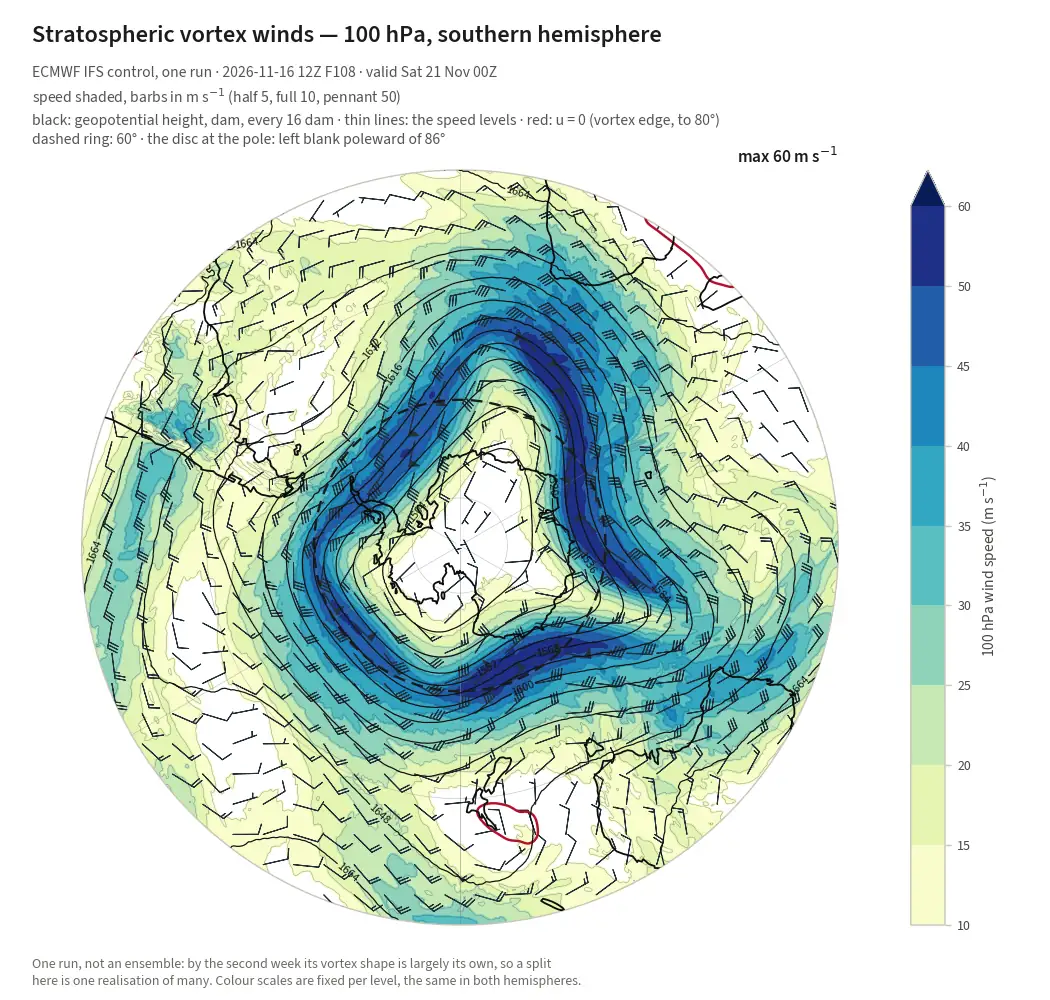 Stratospheric vortex winds — 100 hPa, southern hemisphere
ECMWF IFS control, one run · 2026-11-16 12Z F108 · valid Sat 21 Nov 00Z
speed shaded, barbs in m s⁻¹ (half 5, full 10, pennant 50)
black: geopotential height, dam, every 16 dam · thin lines: the speed levels · red: u = 0 (vortex edge, to 80°)
dashed ring: 60° · the disc at the pole: left blank poleward of 86°
max 60 m s⁻¹
1664
1664
1632
1616
1664
1664
1600
1648
1664
60
50
45
40
35
30
25
20
15
10
100 hPa wind speed (m s⁻¹)
One run, not an ensemble: by the second week its vortex shape is largely its own, so a split
here is one realisation of many. Colour scales are fixed per level, the same in both hemispheres.